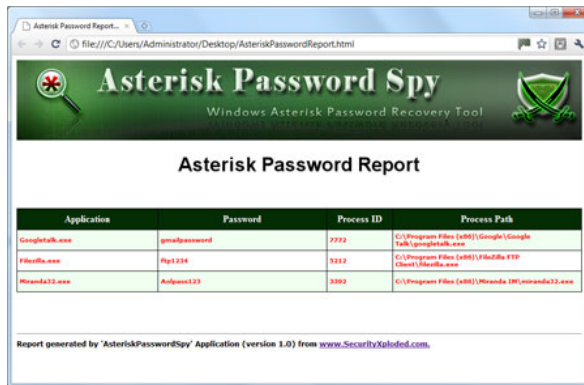 Asterisk Password Report...
file:///C:/Users/Administrator/Desktop/AsteriskPasswordReport.html
Asterisk Password Spy
Windows Asterisk Password Recovery Tool
Asterisk Password Report
Application Password Process ID Process Path
Googletalk.exe gmailpassword 7772 C:\Program Files (x86)\Google\Google
Talk\googletalk.exe
Filezilla.exe ftp1234 5212 C:\Program Files (x86)\FileZilla FTP
Client\filezilla.exe
Miranda32.exe Aolpass123 3392 C:\Program Files (x86)\Miranda IM\miranda32.exe
Report generated by 'AsteriskPasswordSpy' Application (version 1.0) from www.SecurityXploded.com.